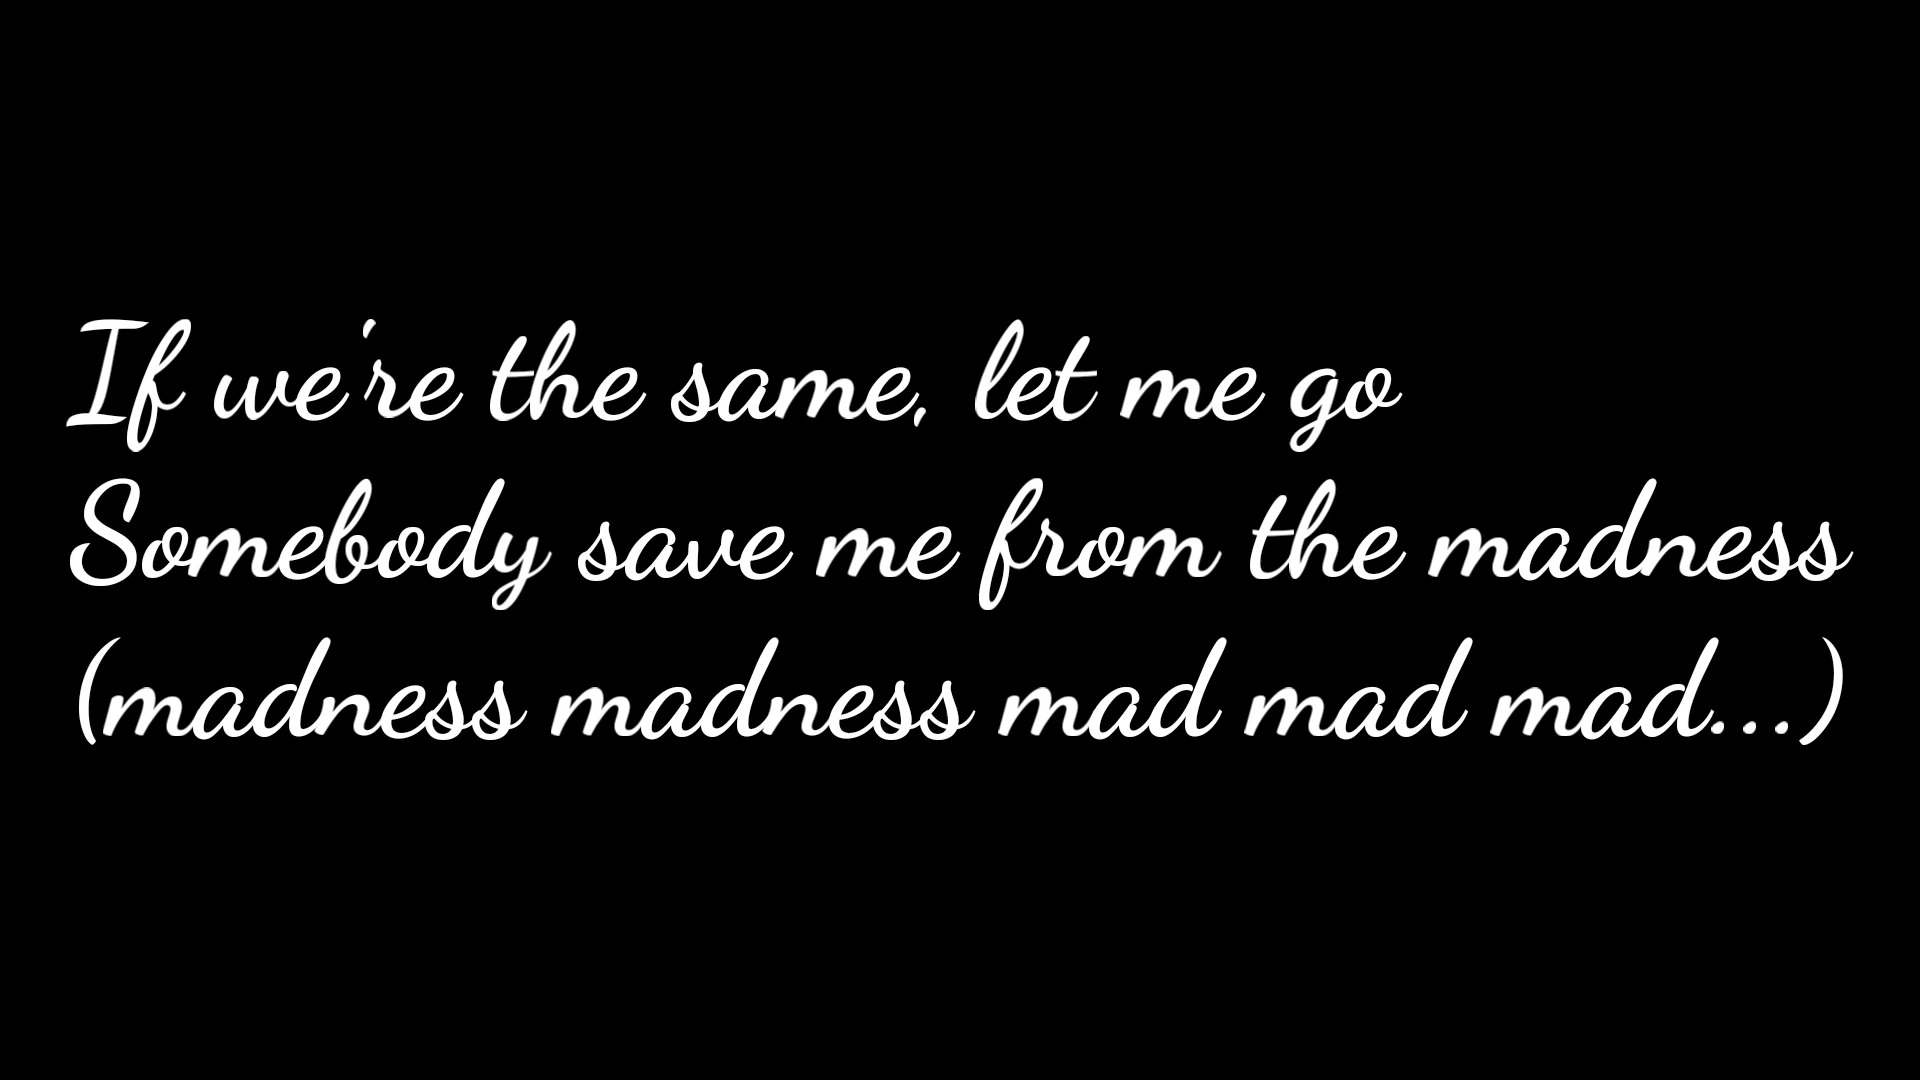 If we're the same, let me go
Somebody save me from the madness
(madness madness mad mad mad...)